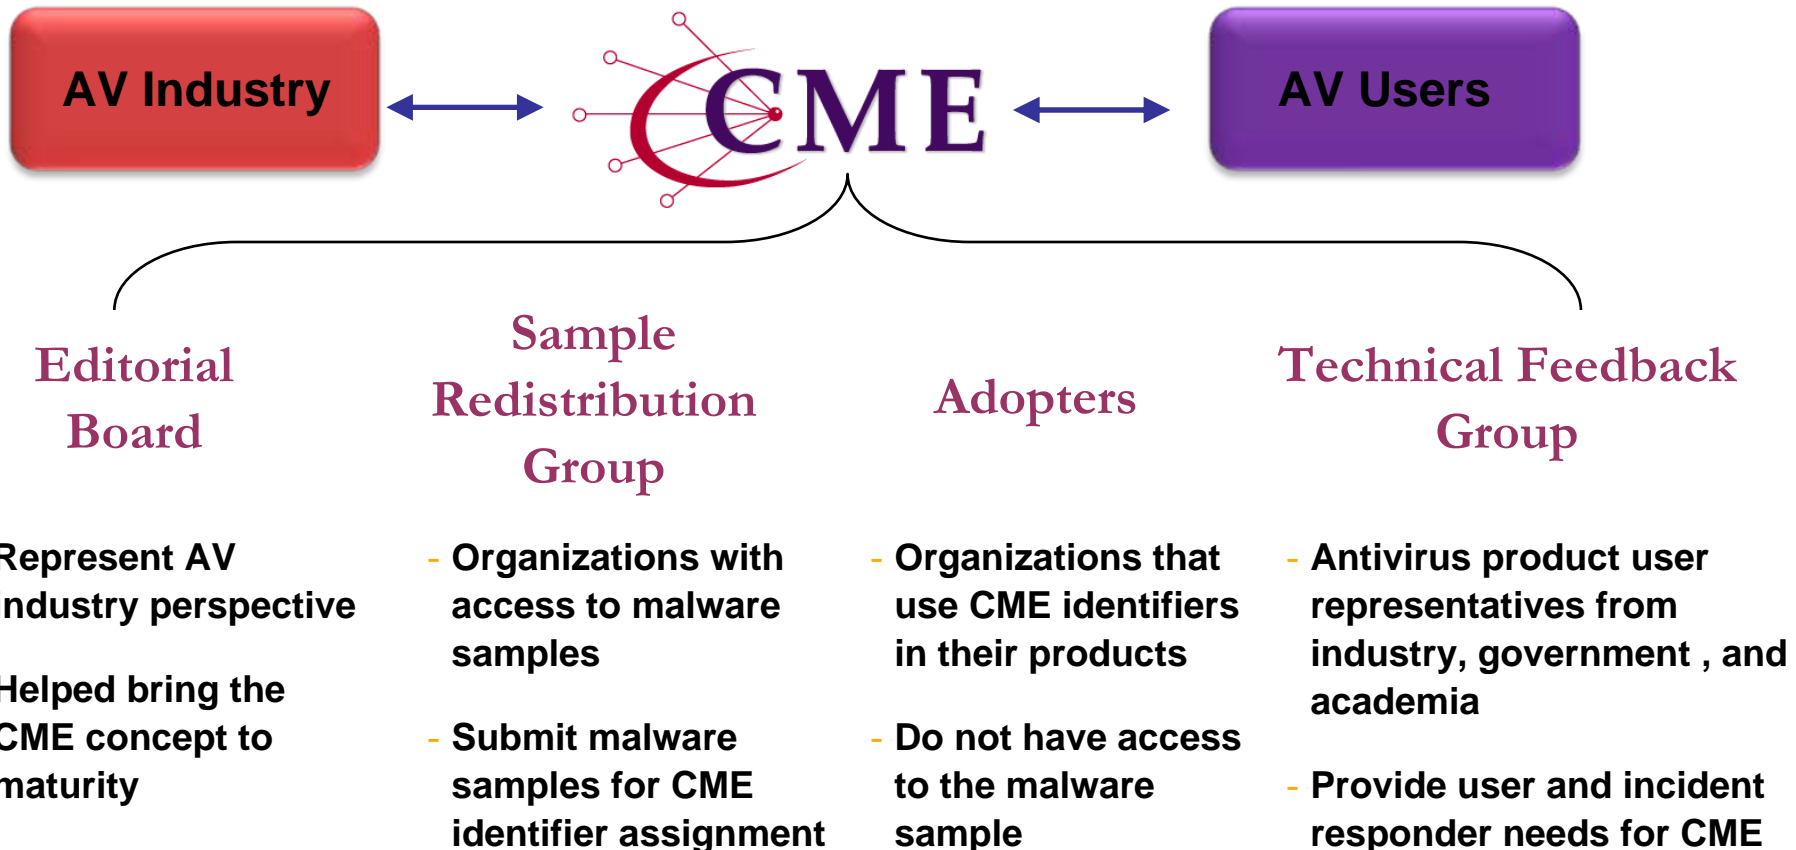 AV Industry
CME
AV Users
Editorial
Board
Sample
Redistribution
Group
Adopters
Technical Feedback
Group
Represent AV
Industry perspective
Helped bring the
CME concept to
maturity
- Organizations with
access to malware
samples
- Submit malware
samples for CME
identifier assignment
- Organizations that
use CME identifiers
in their products
- Do not have access
to the malware
sample
- Antivirus product user
representatives from
industry, government , and
academia
- Provide user and incident
responder needs for CME